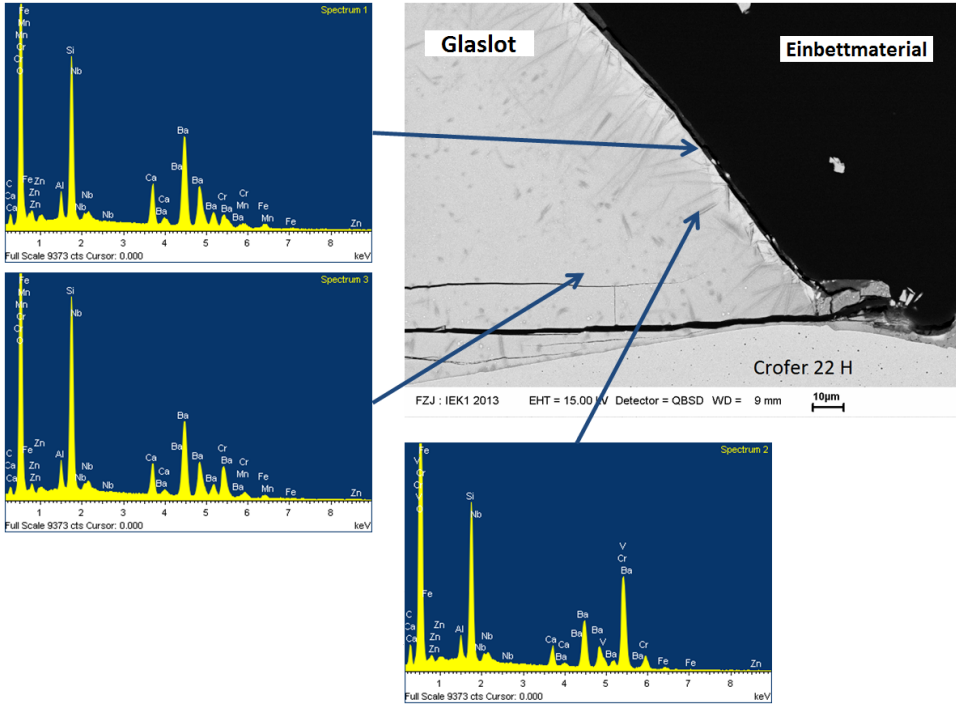 Spectrum 1
Fe
Mn
Mn
Cr
Cr
O
Si
Nb
Ba
C
Ca
Ca
Fe Zn
Zn
Zn
Al
Nb
Nb
Nb
Ca
Ca
Ba
Ba
Ba
Ba
Cr
Ba
Cr
Mn
Ba
Fe
Mn
Fe
Zn
1 2 3 4 5 6 7 8
Full Scale 9373 cts Cursor: 0.000 keV
Spectrum 3
Fe
Mn
Mn
Cr
Cr
O
Si
Nb
Ba
C
Ca
Ca
Fe
Zn
Zn
Zn
Al
Nb
Nb
Nb
Ca
Ca
Ba
Ba
Ba
Ba
Cr
Cr
Mn
Ba
Fe
Mn
Fe
Zn
1 2 3 4 5 6 7 8
Full Scale 9373 cts Cursor: 0.000 keV
Glaslot
Einbettmaterial
Crofer 22 H
FZJ : IEK1 2013 EHT = 15.00 kV Detector = QBSD WD = 9 mm 10µm
Spectrum 2
Fe
V
Cr
V
O
Si
Nb
V
Cr
Ba
C
Ca
Ca
Fe
Zn
Zn
Zn
Al
Nb
Nb
Nb
Ca
Ca
Ba
Ba
Ba
Ba
V
Ba
Ba
Cr
Fe
Fe
Zn
1 2 3 4 5 6 7 8
Full Scale 9373 cts Cursor: 0.000 keV